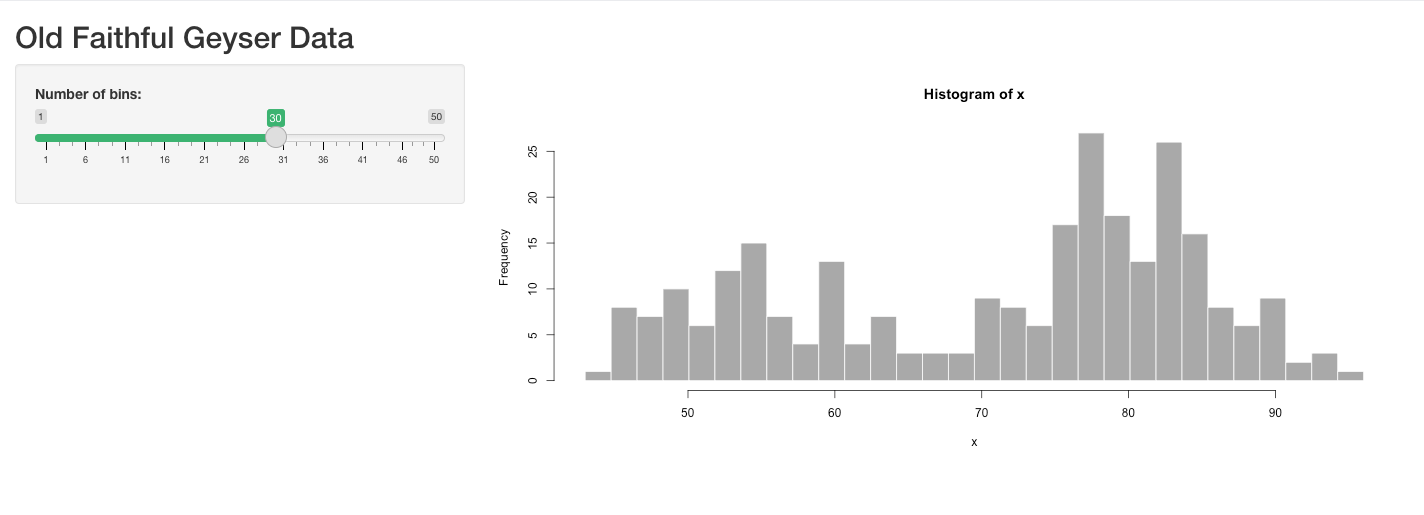 Old Faithful Geyser Data
Number of bins:
1 30 50
1 6 11 16 21 26 31 36 41 46 50
Histogram of x
Frequency
25
20
15
10
5
0
50 60 70 80 90
x